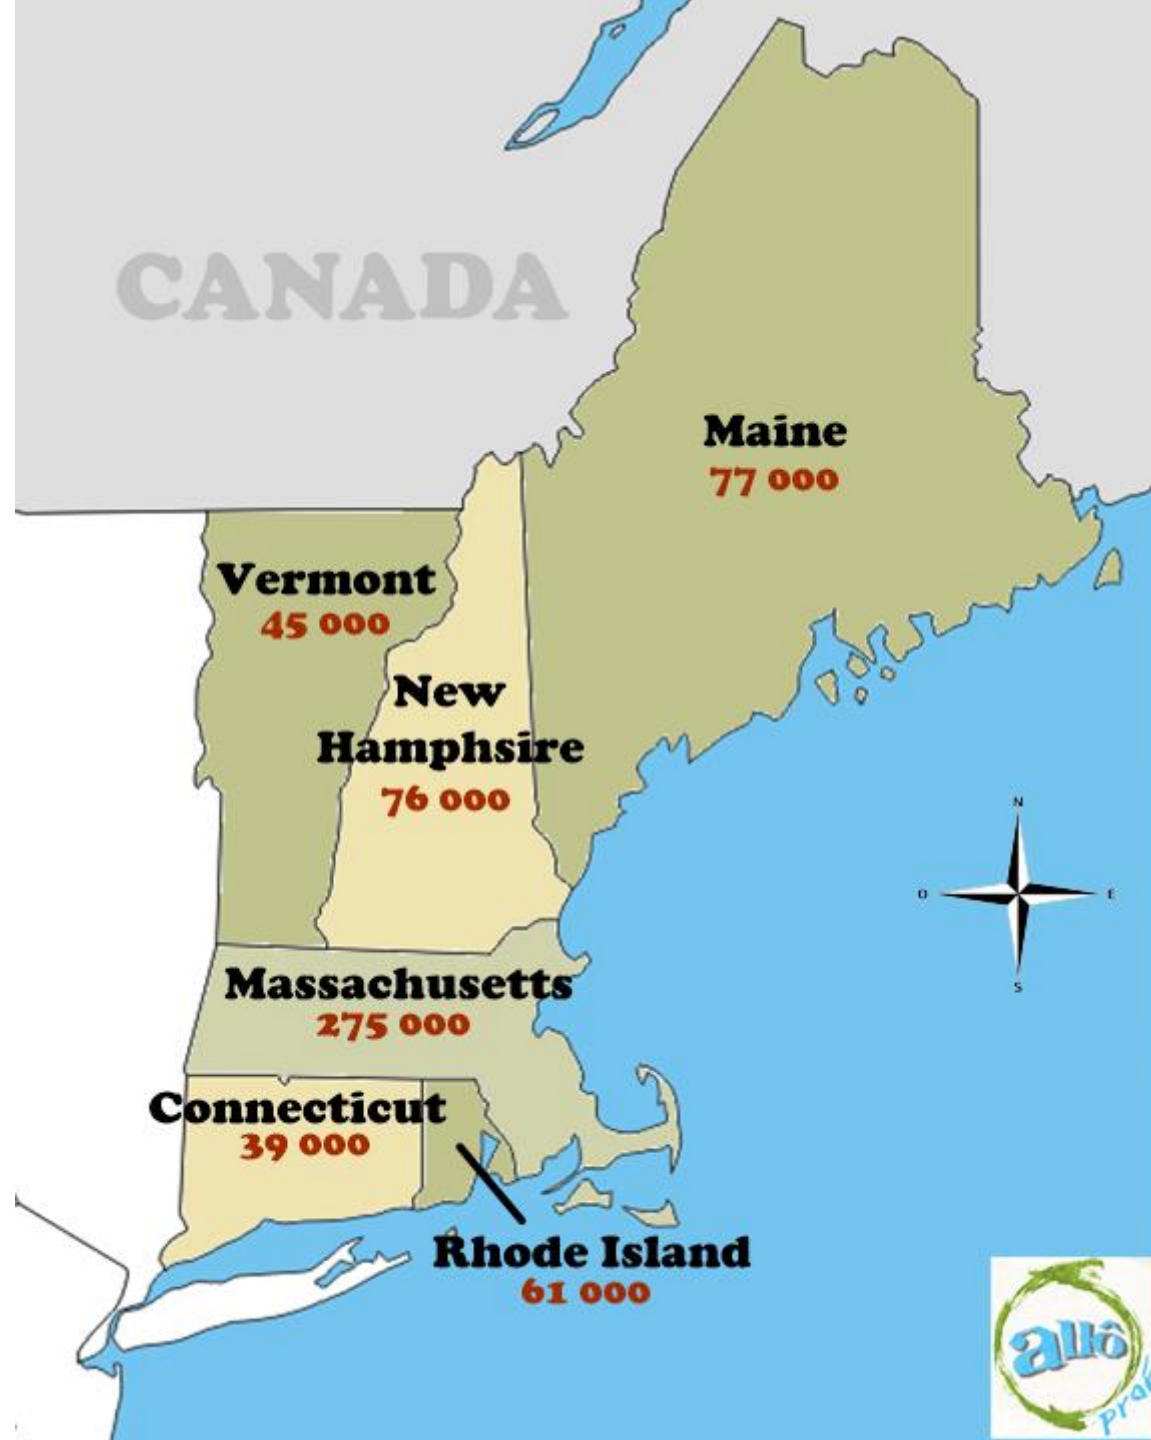 CANADA
Maine
77 000
Vermont
45 000
New
Hamphsire
76 000
N
O
E
S
Massachusetts
275 000
Connecticut
39 000
Rhode Island
61 000
allô